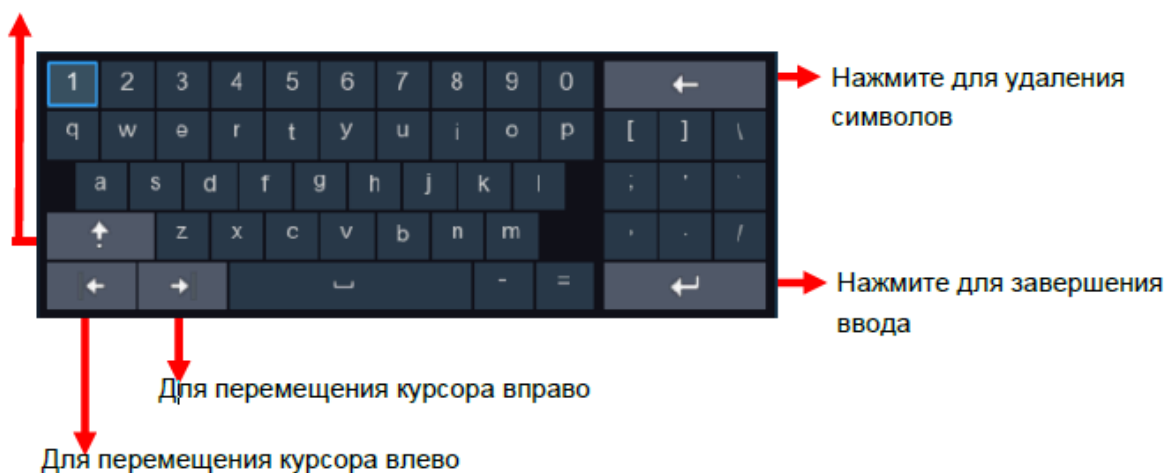 1 2 3 4 5 6 7 8 9 0
Нажмите для удаления
символов
q w e r t y u i o p [ ] \
a s d f g h j k l ; '
z x c v b n m , . /
- =
Нажмите для завершения
ввода
Для перемещения курсора вправо
Для перемещения курсора влево